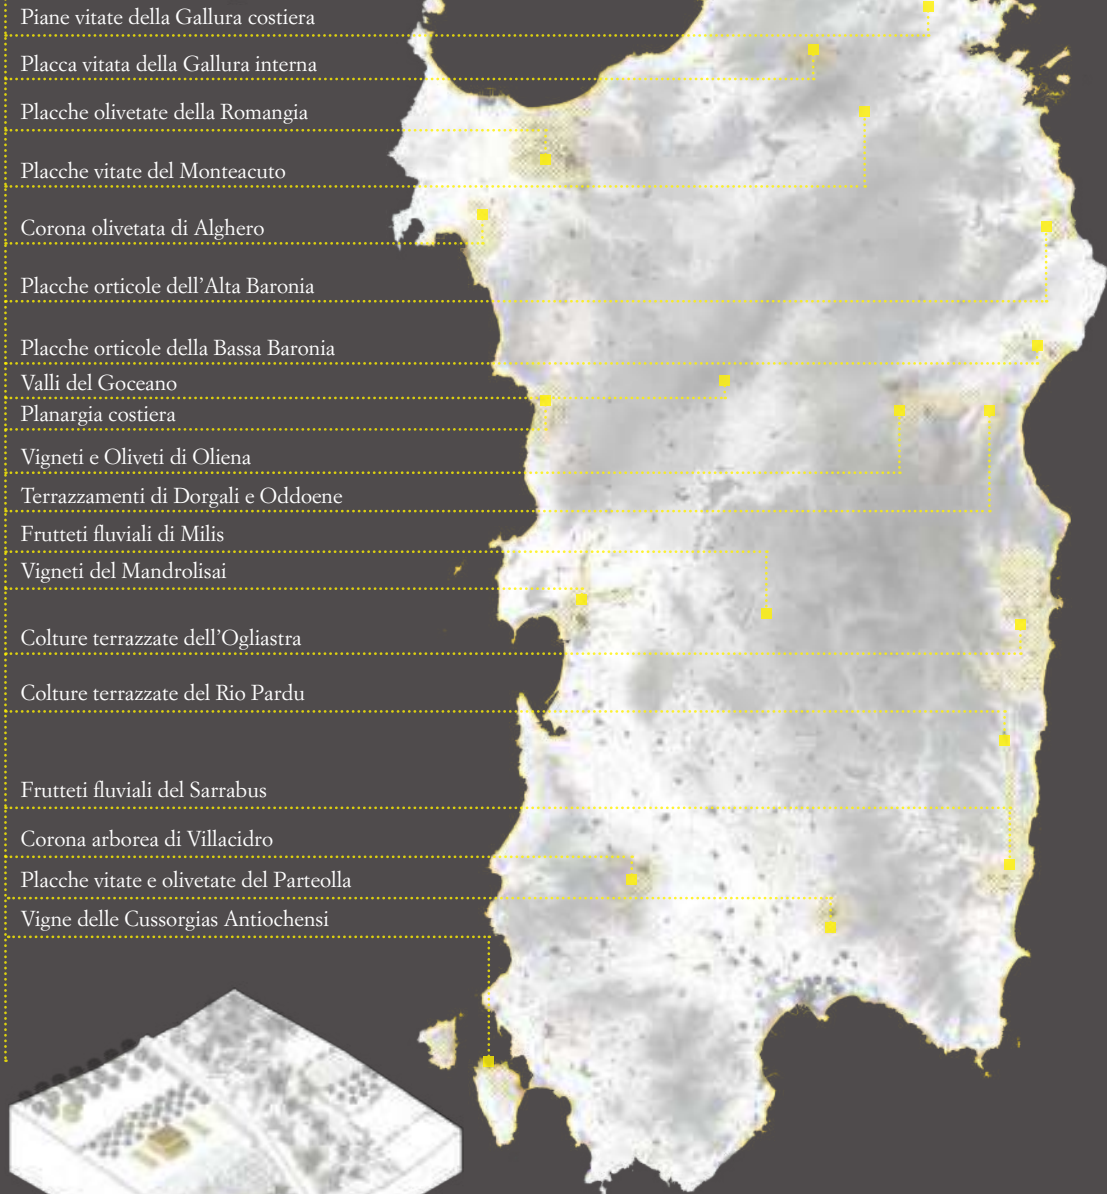 Piane vitate della Gallura costiera
Placca vitata della Gallura interna
Placche olivetate della Romangia
Placche vitate del Monteacuto
Corona olivetata di Alghero
Placche orticole dell’Alta Baronia
Placche orticole della Bassa Baronia
Valli del Goceano
Planargia costiera
Vigneti e Oliveti di Oliena
Terrazzamenti di Dorgali e Oddoene
Frutteti fluviali di Milis
Vigneti del Mandrolisai
Colture terrazzate dell’Ogliastra
Colture terrazzate del Rio Pardu
Frutteti fluviali del Sarrabus
Corona arborea di Villacidro
Placche vitate e olivetate del Parteolla
Vigne delle Cussorgias Antiochensi